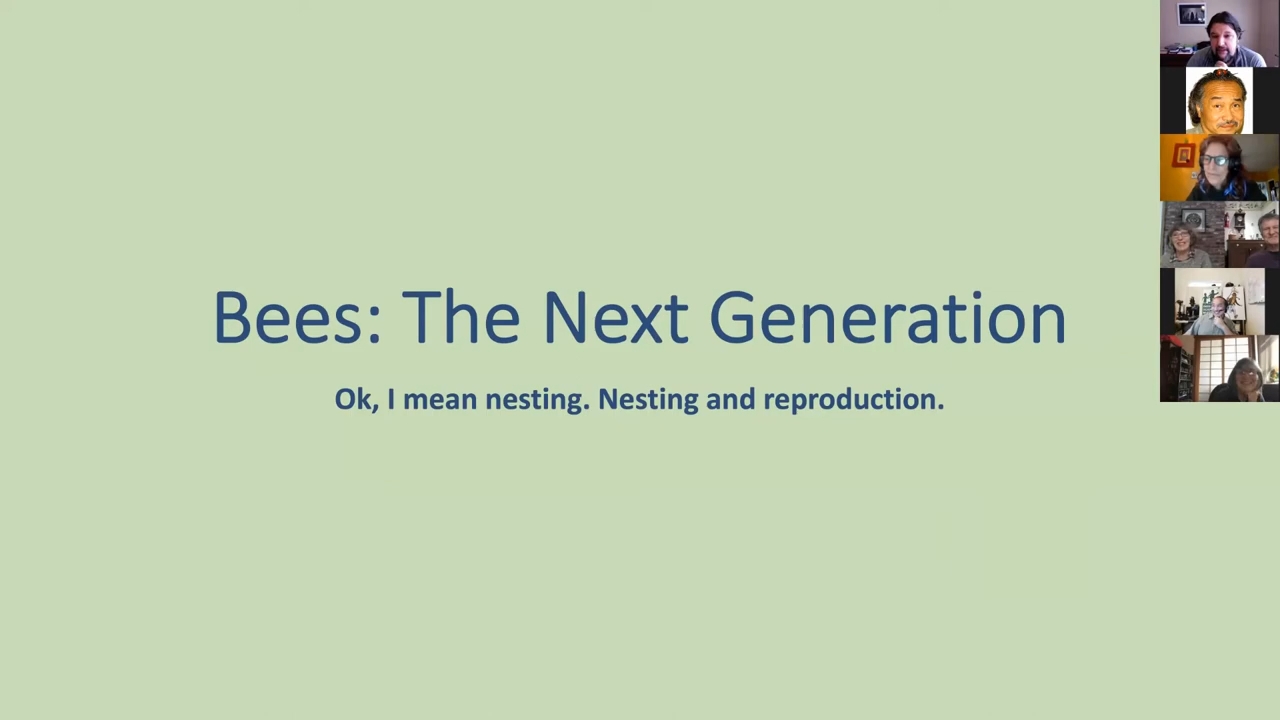 Bees: The Next Generation
Ok, I mean nesting. Nesting and reproduction.